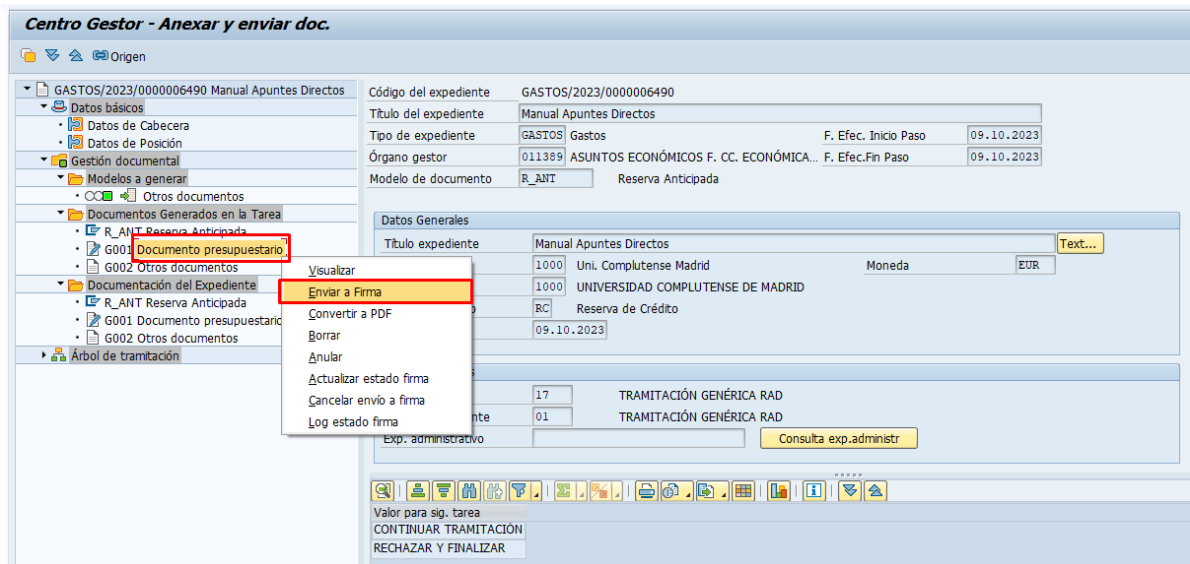 Centro Gestor - Anexar y enviar doc.
Origen
GASTOS/2023/0000006490 Manual Apuntes Directos
Datos básicos
Datos de Cabecera
Datos de Posición
Gestión documental
Modelos a generar
Otros documentos
Documentos Generados en la Tarea
R_ANT Reserva Anticipada
G001 Documento presupuestario
G002 Otros documentos
Documentación del Expediente
R_ANT Reserva Anticipada
G001 Documento presupuestario
G002 Otros documentos
Árbol de tramitación
Visualizar
Enviar a Firma
Convertir a PDF
Borrar
Anular
Actualizar estado firma
Cancelar envío a firma
Log estado firma
Código del expediente GASTOS/2023/0000006490
Título del expediente Manual Apuntes Directos
Tipo de expediente GASTOS Gastos F. Efec. Inicio Paso 09.10.2023
Órgano gestor 011389 ASUNTOS ECONÓMICOS F. CC. ECONÓMICA... F. Efec.Fin Paso 09.10.2023
Modelo de documento R_ANT Reserva Anticipada
Datos Generales
Título expediente Manual Apuntes Directos Text...
1000 Uni. Complutense Madrid Moneda EUR
1000 UNIVERSIDAD COMPLUTENSE DE MADRID
RC Reserva de Crédito
09.10.2023
17 TRAMITACIÓN GENÉRICA RAD
nte 01 TRAMITACIÓN GENÉRICA RAD
Exp. administrativo Consulta exp.administr
Valor para sig. tarea
CONTINUAR TRAMITACIÓN
RECHAZAR Y FINALIZAR